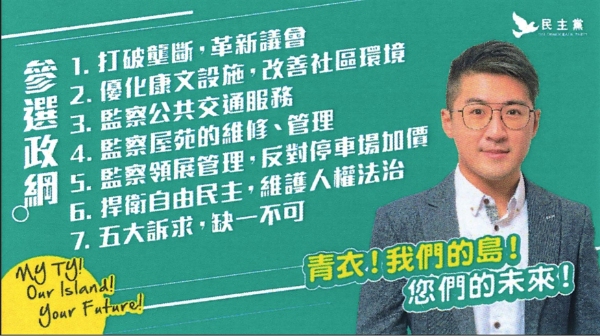 民主黨
參選政綱。
1. 打破壟斷，革新議會
2. 優化康文設施，改善社區環境
3. 監察公共交通服務
4. 監察屋苑的維修、管理
5. 監察領展管理，反對停車場加價
6. 捍衛自由民主，維護人權法治
7. 五大訴求，缺一不可
My TY!
Our Island!
Your Future!
青衣！我們的島！
您們的未來！